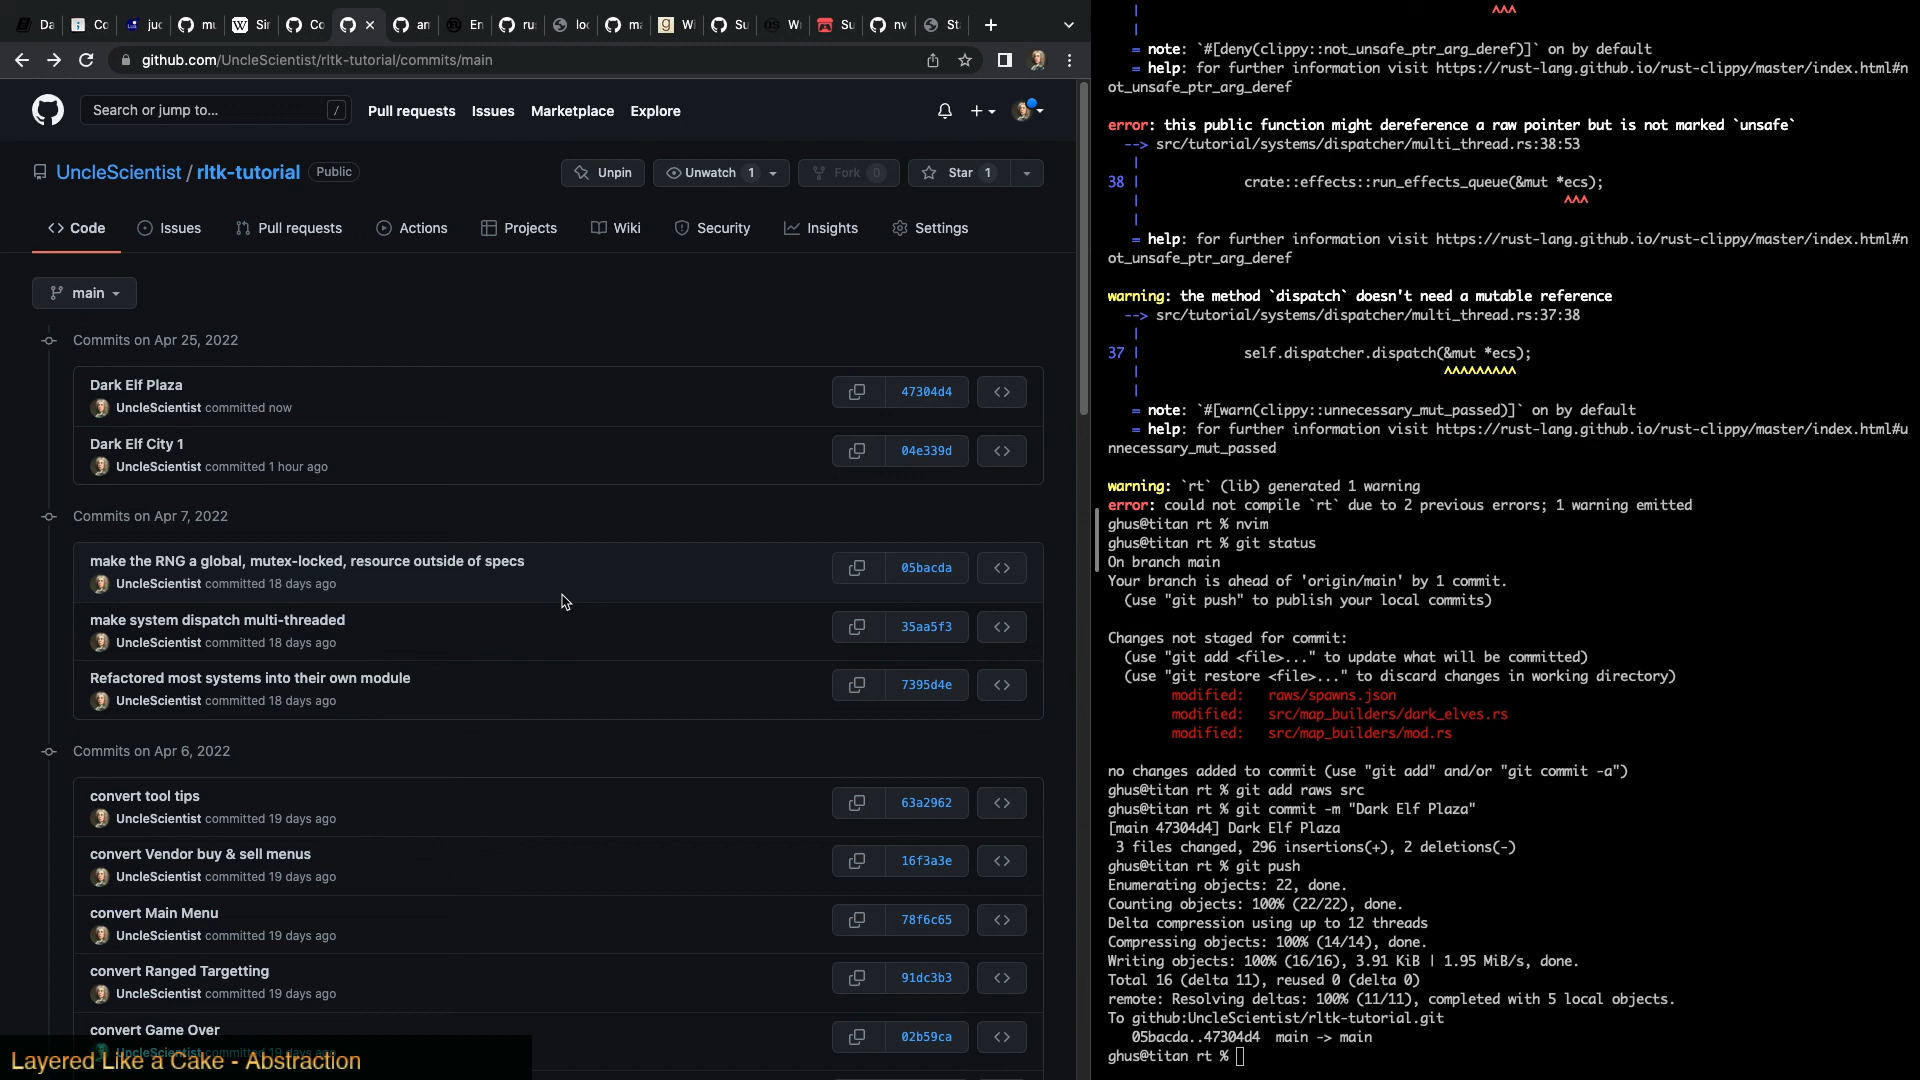 Da
Co
juc
mu
Sir
Co
an
En
rus
loc
ma
Wi
Su
Wr
Su
nv
St
github.com/UncleScientist/rltk-tutorial/commits/main
Search or jump to...
/
Pull requests
Issues
Marketplace
Explore
UncleScientist / rltk-tutorial
Public
Unpin
Unwatch 1
Fork 0
Star 1
<> Code
Issues
Pull requests
Actions
Projects
Wiki
Security
Insights
Settings
main
Commits on Apr 25, 2022
Dark Elf Plaza
47304d4
UncleScientist committed now
Dark Elf City 1
04e339d
UncleScientist committed 1 hour ago
Commits on Apr 7, 2022
make the RNG a global, mutex-locked, resource outside of specs
05bacda
UncleScientist committed 18 days ago
make system dispatch multi-threaded
35aa5f3
UncleScientist committed 18 days ago
Refactored most systems into their own module
7395d4e
UncleScientist committed 18 days ago
Commits on Apr 6, 2022
convert tool tips
63a2962
UncleScientist committed 19 days ago
convert Vendor buy & sell menus
16f3a3e
UncleScientist committed 19 days ago
convert Main Menu
78f6c65
UncleScientist committed 19 days ago
convert Ranged Targetting
91dc3b3
UncleScientist committed 19 days ago
convert Game Over
02b59ca
UncleScientist committed 19 days ago
Layered Like a Cake - Abstraction
^^^
|
|
= note: `#[deny(clippy::not_unsafe_ptr_arg_deref)]` on by default
= help: for further information visit https://rust-lang.github.io/rust-clippy/master/index.html#n
ot_unsafe_ptr_arg_deref
error: this public function might dereference a raw pointer but is not marked `unsafe`
--> src/tutorial/systems/dispatcher/multi_thread.rs:38:53
|
38 | crate::effects::run_effects_queue(&mut *ecs);
| ^^^
|
= help: for further information visit https://rust-lang.github.io/rust-clippy/master/index.html#n
ot_unsafe_ptr_arg_deref
warning: the method `dispatch` doesn't need a mutable reference
--> src/tutorial/systems/dispatcher/multi_thread.rs:37:38
|
37 | self.dispatcher.dispatch(&mut *ecs);
| ^^^^^^^^^
|
= note: `#[warn(clippy::unnecessary_mut_passed)]` on by default
= help: for further information visit https://rust-lang.github.io/rust-clippy/master/index.html#u
nnecessary_mut_passed
warning: `rt` (lib) generated 1 warning
error: could not compile `rt` due to 2 previous errors; 1 warning emitted
ghus@titan rt % nvim
ghus@titan rt % git status
On branch main
Your branch is ahead of 'origin/main' by 1 commit.
(use "git push" to publish your local commits)
Changes not staged for commit:
(use "git add <file>..." to update what will be committed)
(use "git restore <file>..." to discard changes in working directory)
modified: raws/spawns.json
modified: src/map_builders/dark_elves.rs
modified: src/map_builders/mod.rs
no changes added to commit (use "git add" and/or "git commit -a")
ghus@titan rt % git add raws src
ghus@titan rt % git commit -m "Dark Elf Plaza"
[main 47304d4] Dark Elf Plaza
3 files changed, 296 insertions(+), 2 deletions(-)
ghus@titan rt % git push
Enumerating objects: 22, done.
Counting objects: 100% (22/22), done.
Delta compression using up to 12 threads
Compressing objects: 100% (14/14), done.
Writing objects: 100% (16/16), 3.91 KiB | 1.95 MiB/s, done.
Total 16 (delta 11), reused 0 (delta 0)
remote: Resolving deltas: 100% (11/11), completed with 5 local objects.
To github:UncleScientist/rltk-tutorial.git
05bacda..47304d4 main -> main
ghus@titan rt %